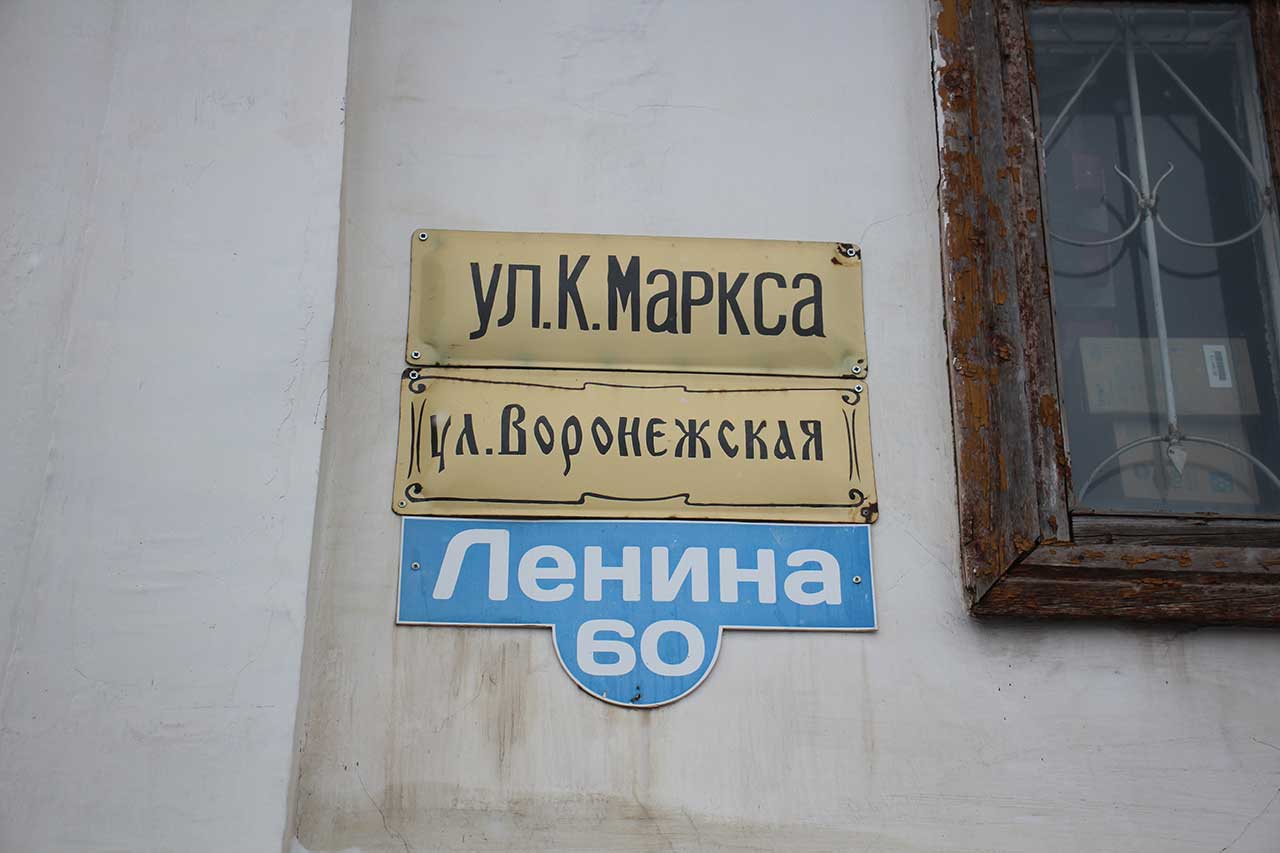 ул. К. Маркса
ул. Воронежская
Ленина
60